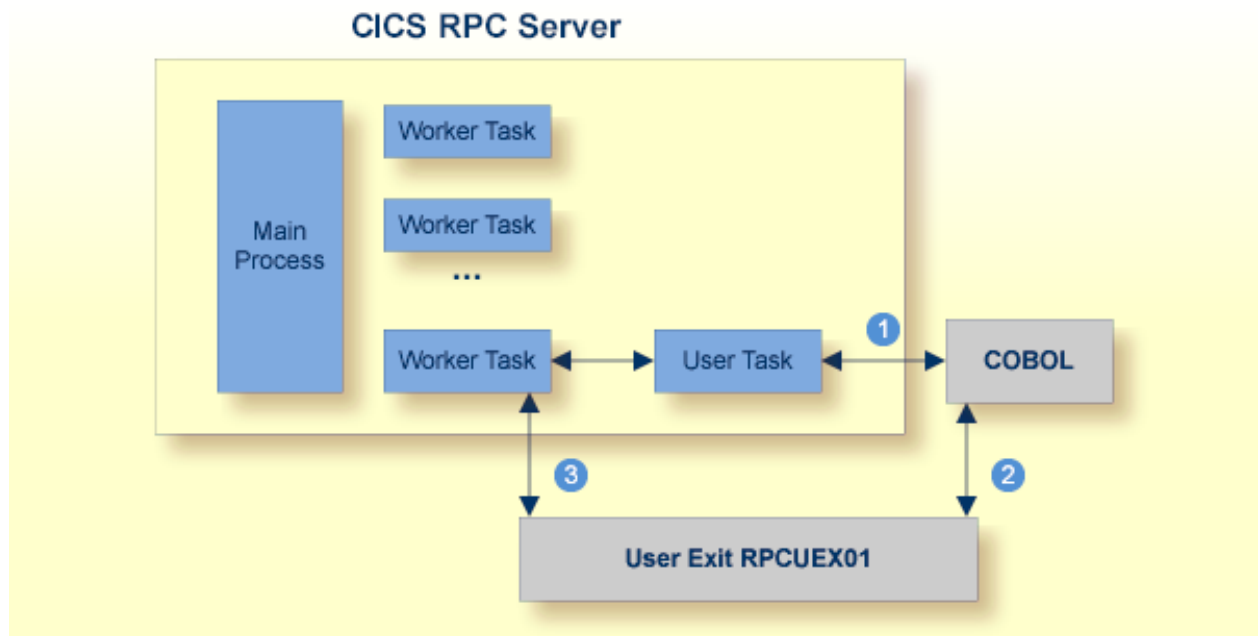 CICS RPC Server
Worker Task
Worker Task
Main
Process
...
Worker Task
User Task
1
COBOL
3
2
User Exit RPCUEX01